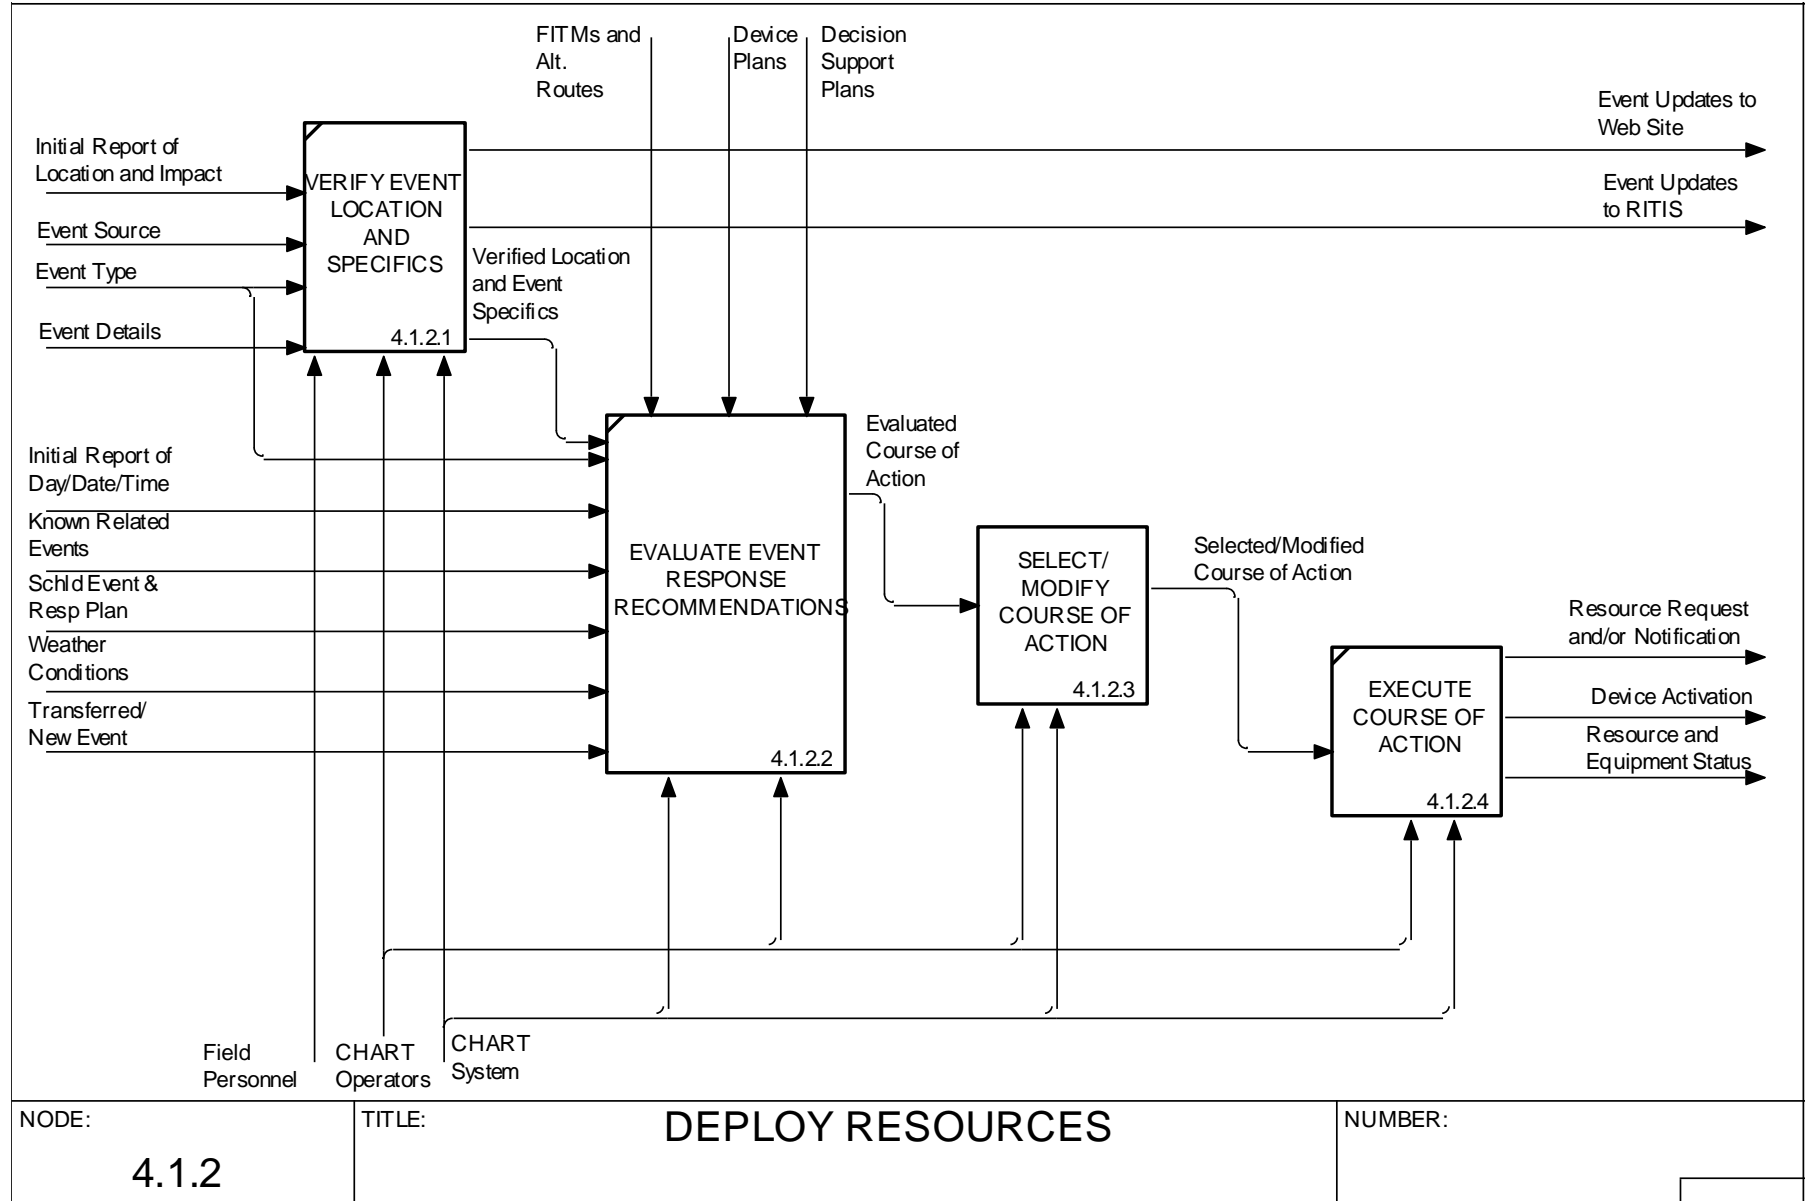 FITMs and
Alt.
Routes
Device
Plans
Decision
Support
Plans
Event Updates to
Web Site
Event Updates
to RITIS
Initial Report of
Location and Impact
Event Source
Event Type
Event Details
VERIFY EVENT
LOCATION
AND
SPECIFICS
4.1.2.1
Verified Location
and Event
Specifics
Initial Report of
Day/Date/Time
Known Related
Events
Schld Event &
Resp Plan
Weather
Conditions
Transferred/
New Event
EVALUATE EVENT
RESPONSE
RECOMMENDATIONS
4.1.2.2
Evaluated
Course of
Action
SELECT/
MODIFY
COURSE OF
ACTION
4.1.2.3
Selected/Modified
Course of Action
EXECUTE
COURSE OF
ACTION
4.1.2.4
Resource Request
and/or Notification
Device Activation
Resource and
Equipment Status
Field
Personnel
CHART
Operators
CHART
System
NODE:
4.1.2
TITLE:
DEPLOY RESOURCES
NUMBER: